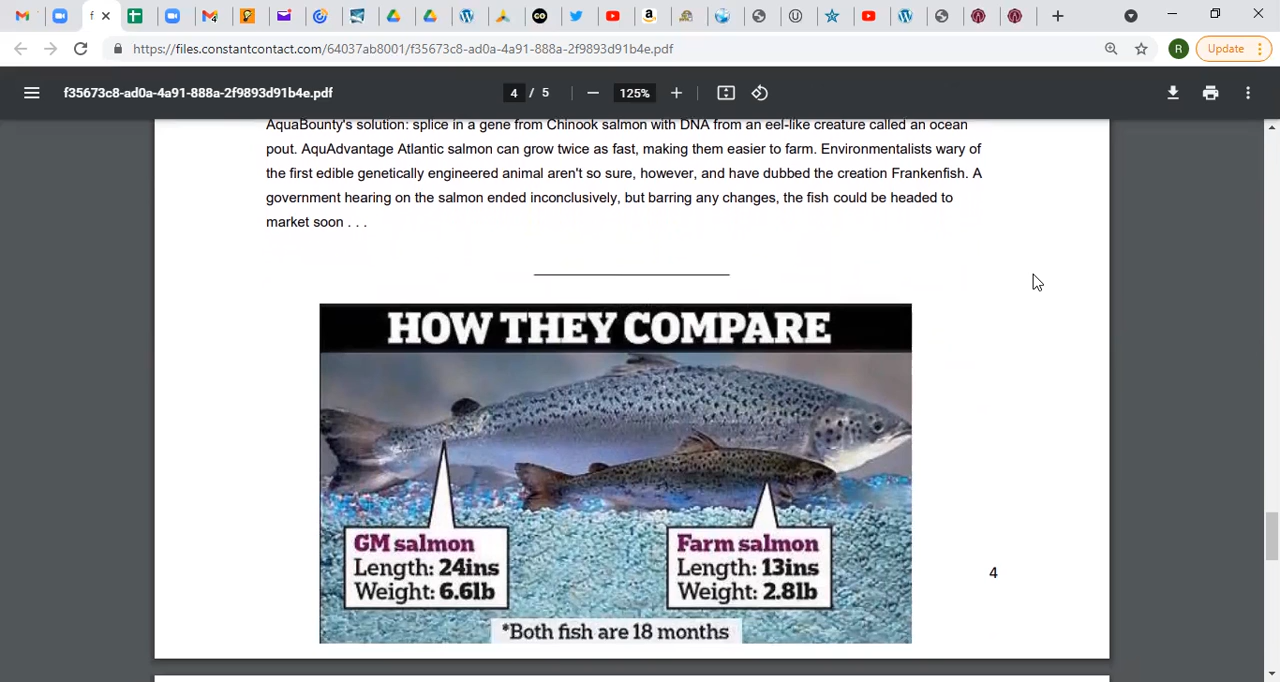 f
https://files.constantcontact.com/64037ab8001/f35673c8-ad0a-4a91-888a-2f9893d91b4e.pdf
R
Update
f35673c8-ad0a-4a91-888a-2f9893d91b4e.pdf
4 / 5
125%
AquaBounty's solution: splice in a gene from Chinook salmon with DNA from an eel-like creature called an ocean
pout. AquAdvantage Atlantic salmon can grow twice as fast, making them easier to farm. Environmentalists wary of
the first edible genetically engineered animal aren't so sure, however, and have dubbed the creation Frankenfish. A
government hearing on the salmon ended inconclusively, but barring any changes, the fish could be headed to
market soon . . .
HOW THEY COMPARE
GM salmon
Length: 24ins
Weight: 6.6lb
Farm salmon
Length: 13ins
Weight: 2.8lb
4
*Both fish are 18 months